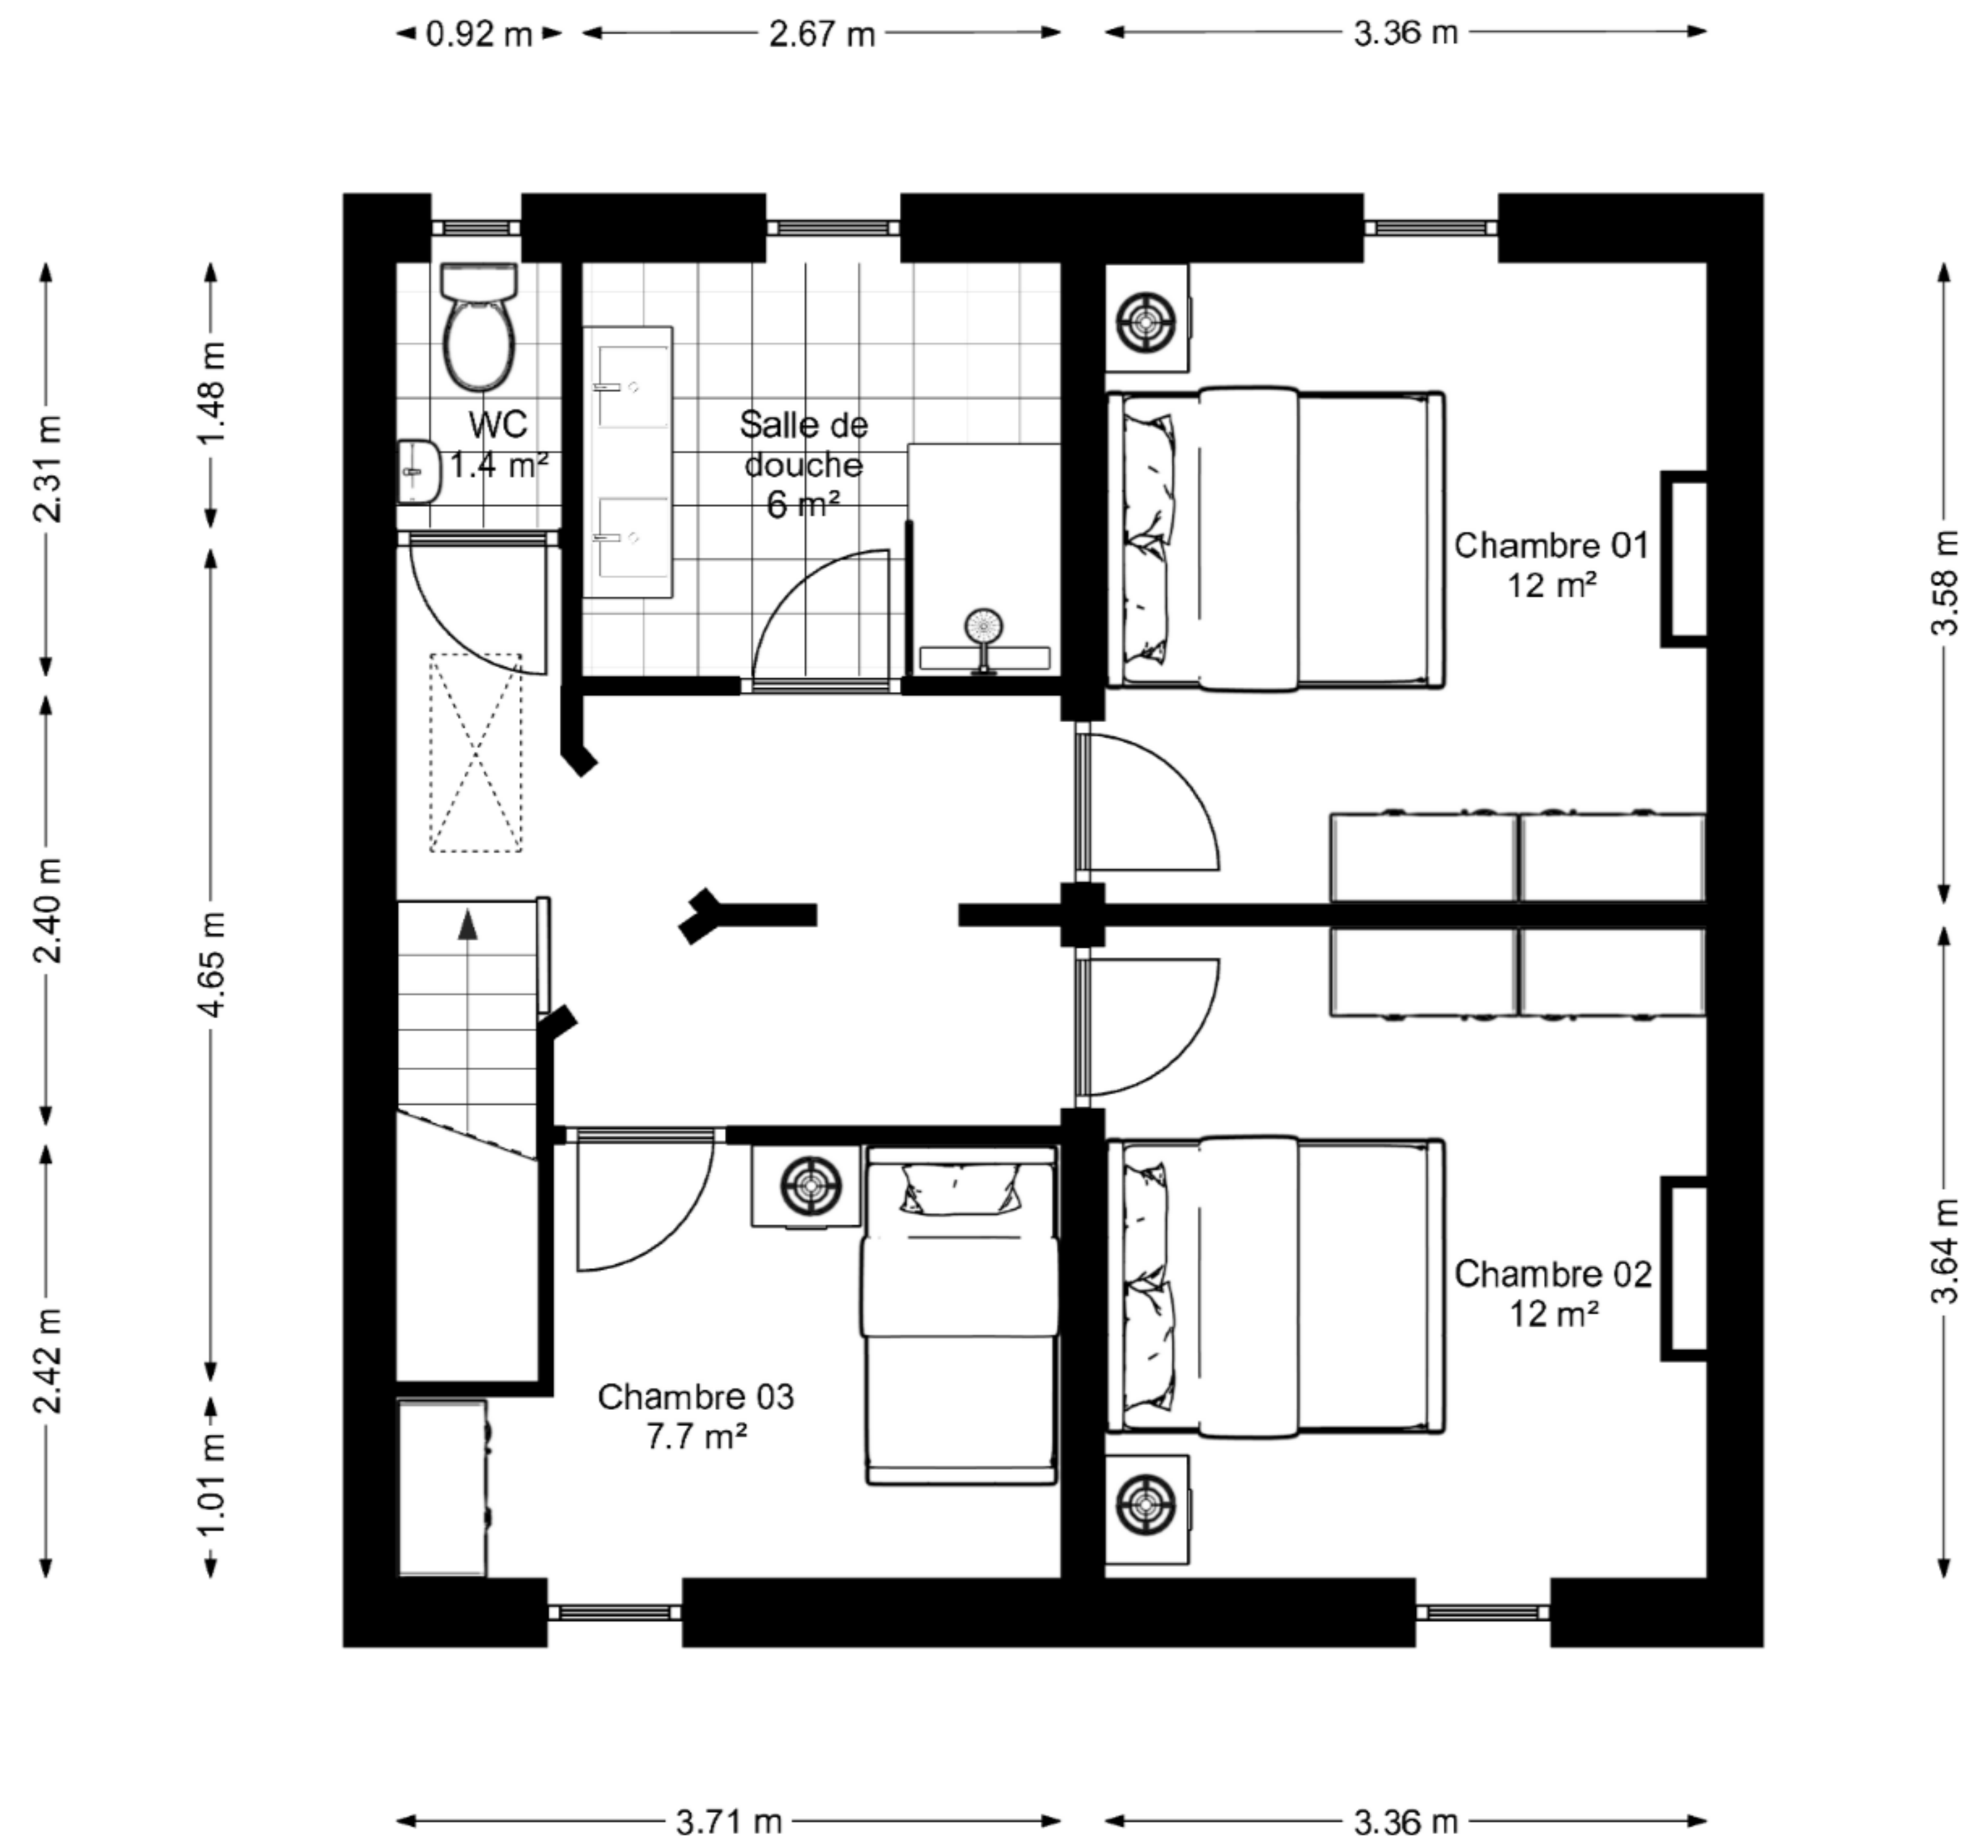 0.92 m
2.67 m
3.36 m
2.31 m
1.48 m
WC
1.4 m²
Salle de
douche
6 m²
Chambre 01
12 m²
3.58 m
2.40 m
4.65 m
Chambre 02
12 m²
3.64 m
2.42 m
Chambre 03
7.7 m²
1.01 m
3.71 m
3.36 m